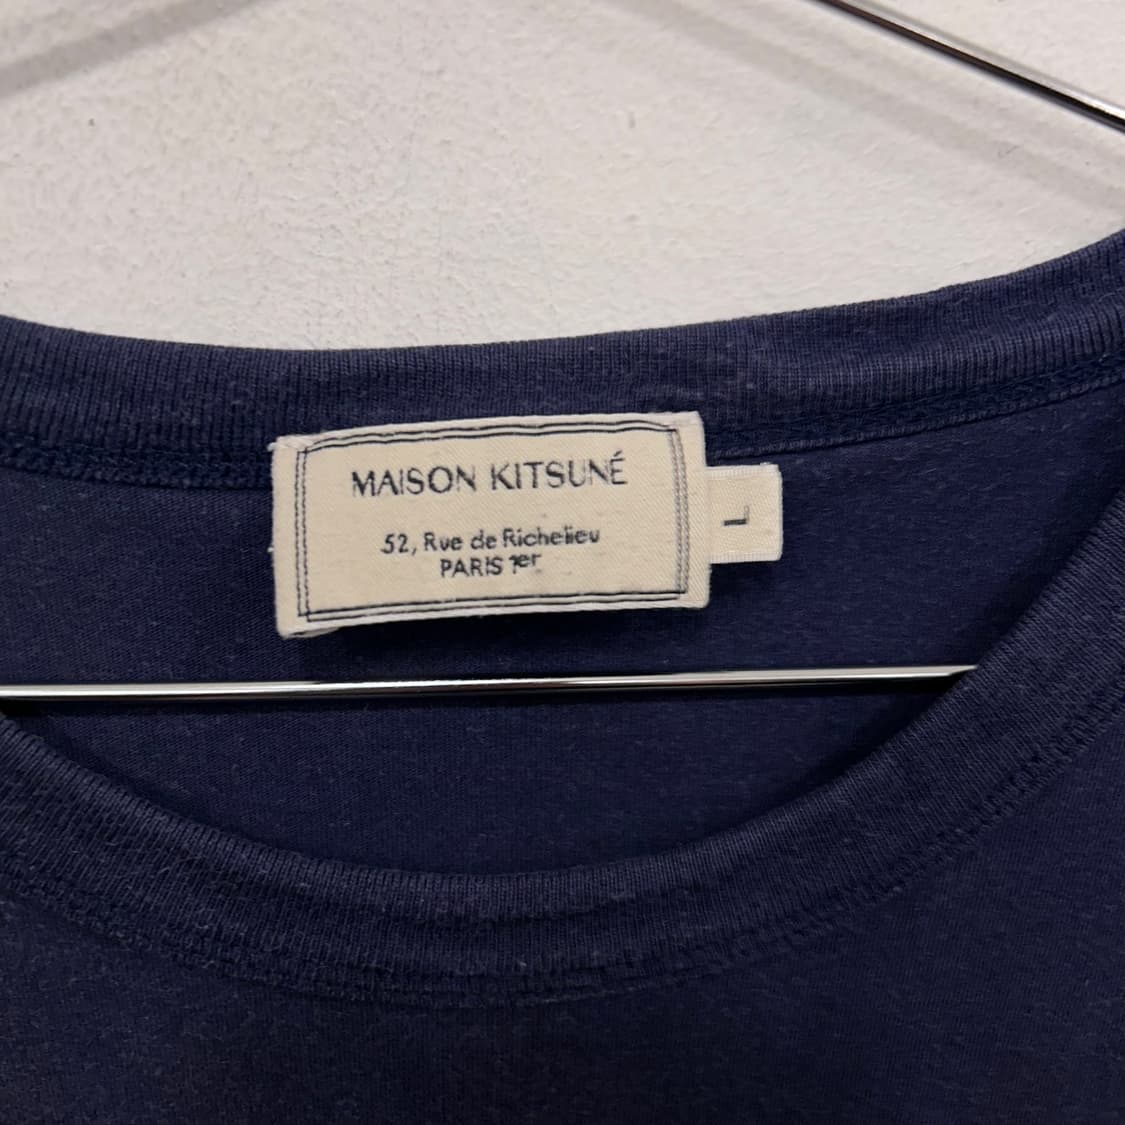 MAISON KITSUNÉ
52, Rue de Richelieu
PARIS 1er
L